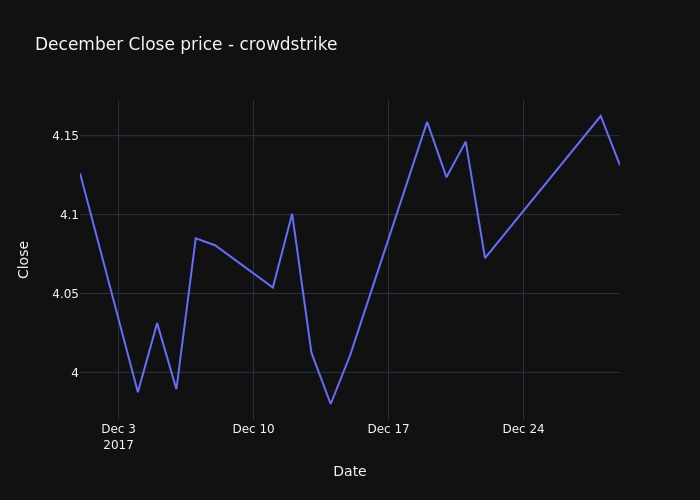 December Close price - crowdstrike
Close
4.15
4.1
4.05
4
Dec 3
2017
Dec 10
Dec 17
Dec 24
Date